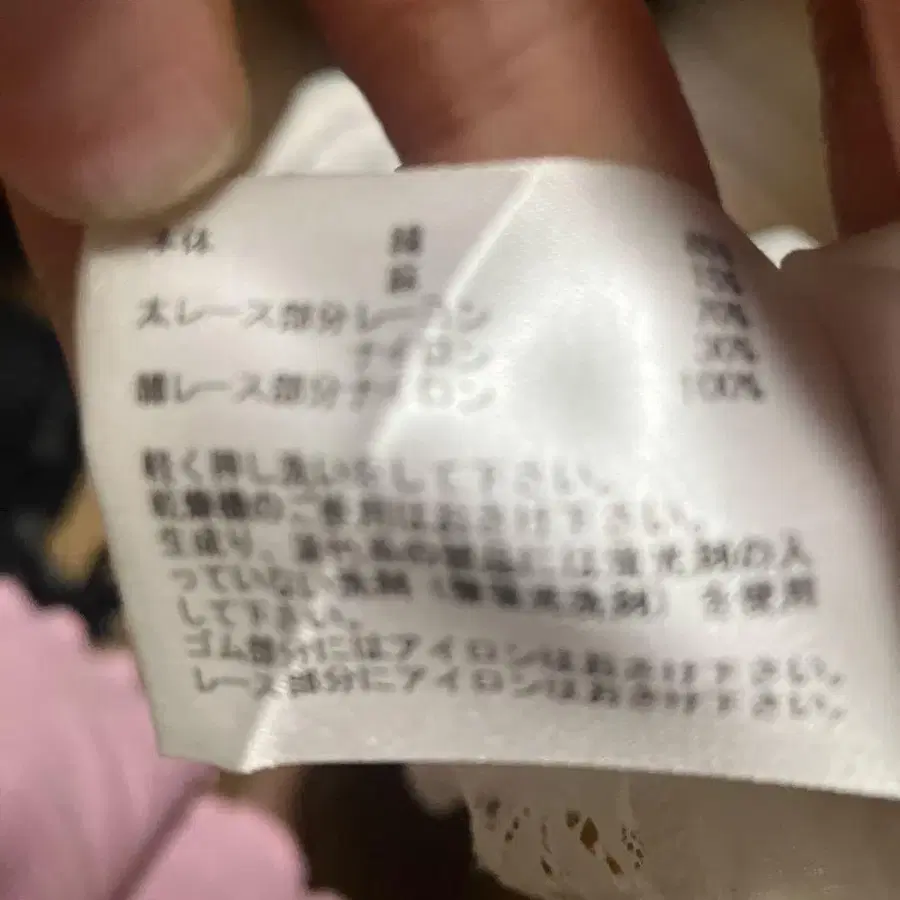 本体 綿
麻
太レース部分 レーヨン 70%
ナイロン 30%
細レース部分 ナイロン 100%
軽く押し洗いをして下さい。
乾燥機のご使用はおさけ下さい。
生成り、淡や色の製品には蛍光剤の入
っていない洗剤 を使用
して下さい。
ゴム部分にはアイロンはおさけ下さい。
レース部分にアイロンはおさけ下さい。